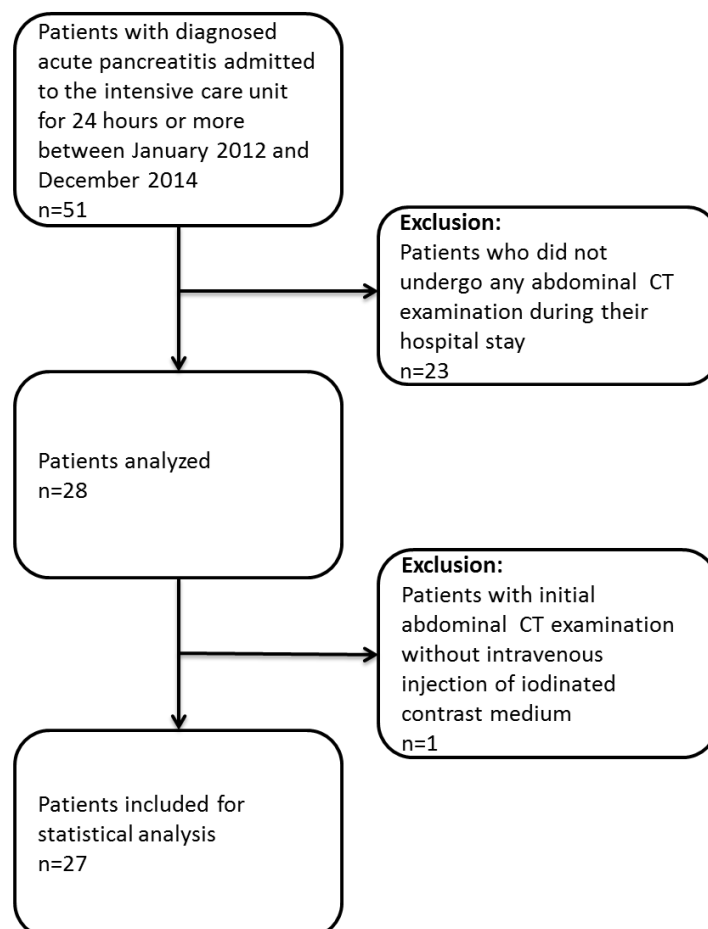 Patients with diagnosed
acute pancreatitis admitted
to the intensive care unit
for 24 hours or more
between January 2012 and
December 2014
n=51
Exclusion:
Patients who did not
undergo any abdominal CT
examination during their
hospital stay
n=23
Patients analyzed
n=28
Exclusion:
Patients with initial
abdominal CT examination
without intravenous
injection of iodinated
contrast medium
n=1
Patients included for
statistical analysis
n=27